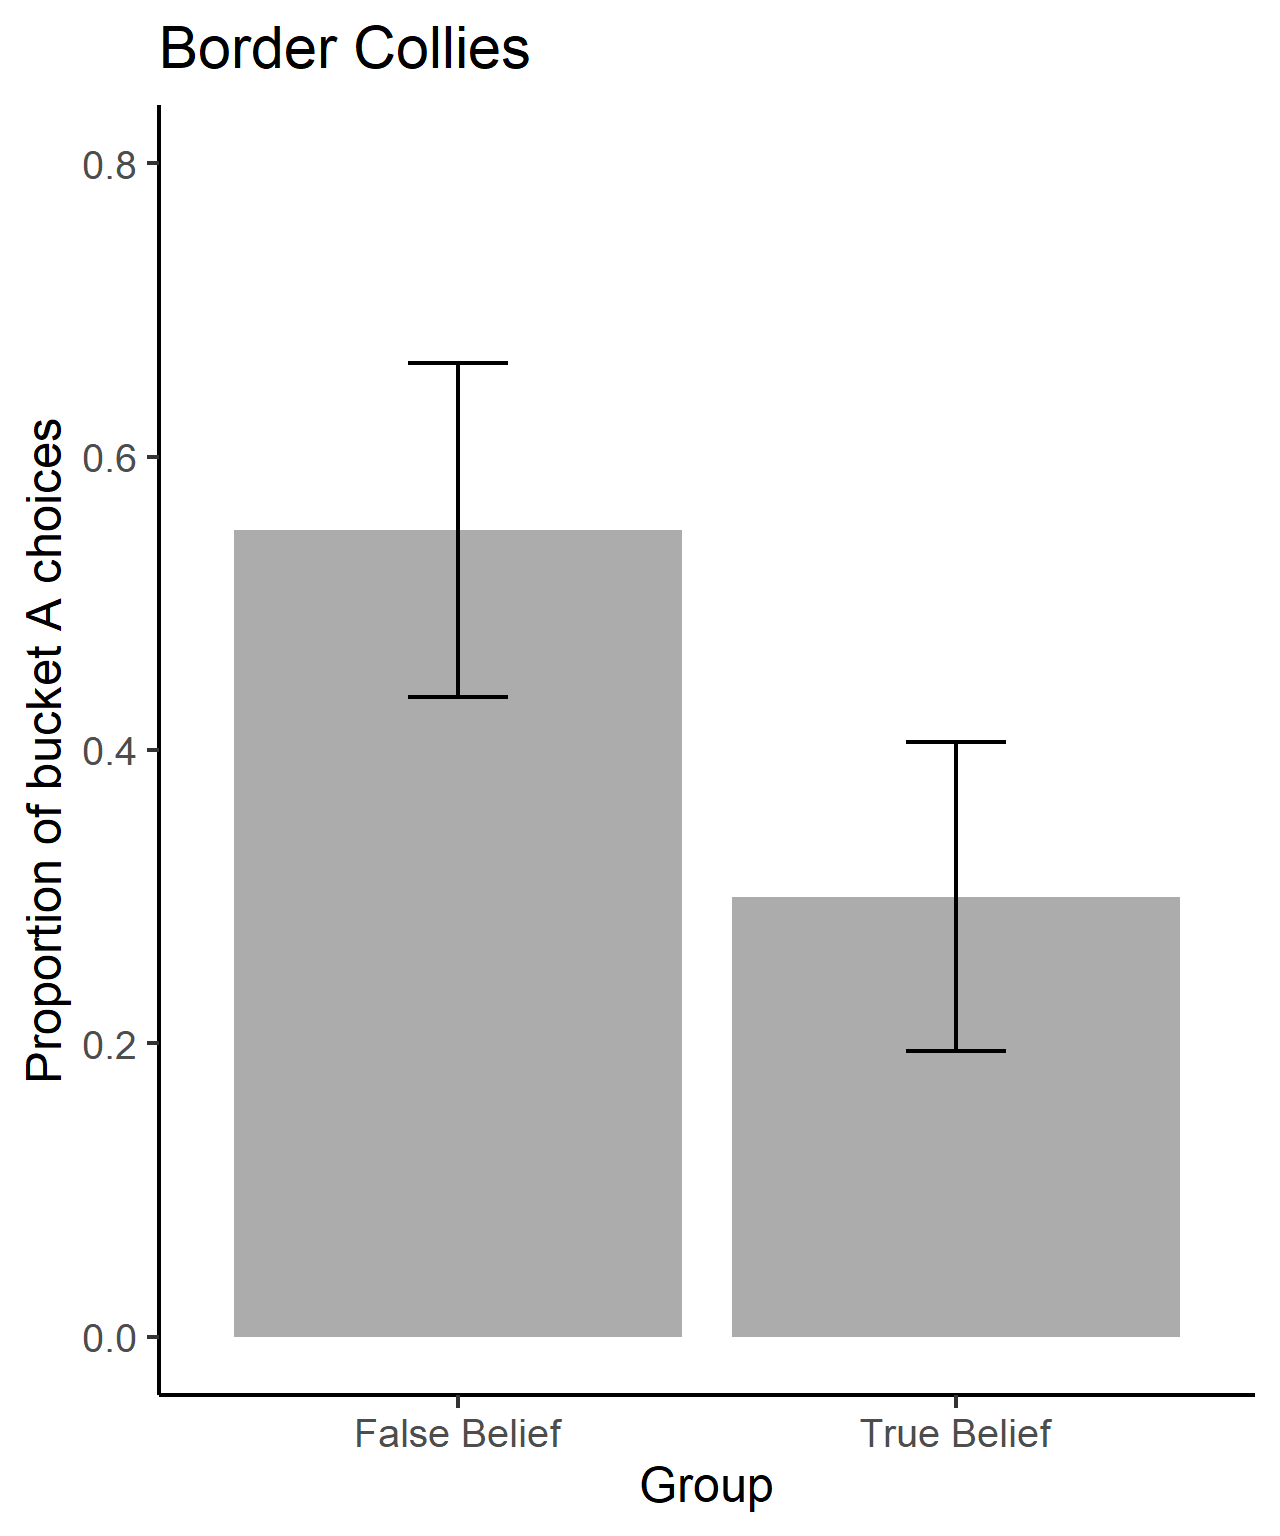 Border Collies
Proportion of bucket A choices
0.8
0.6
0.4
0.2
0.0
False Belief
True Belief
Group